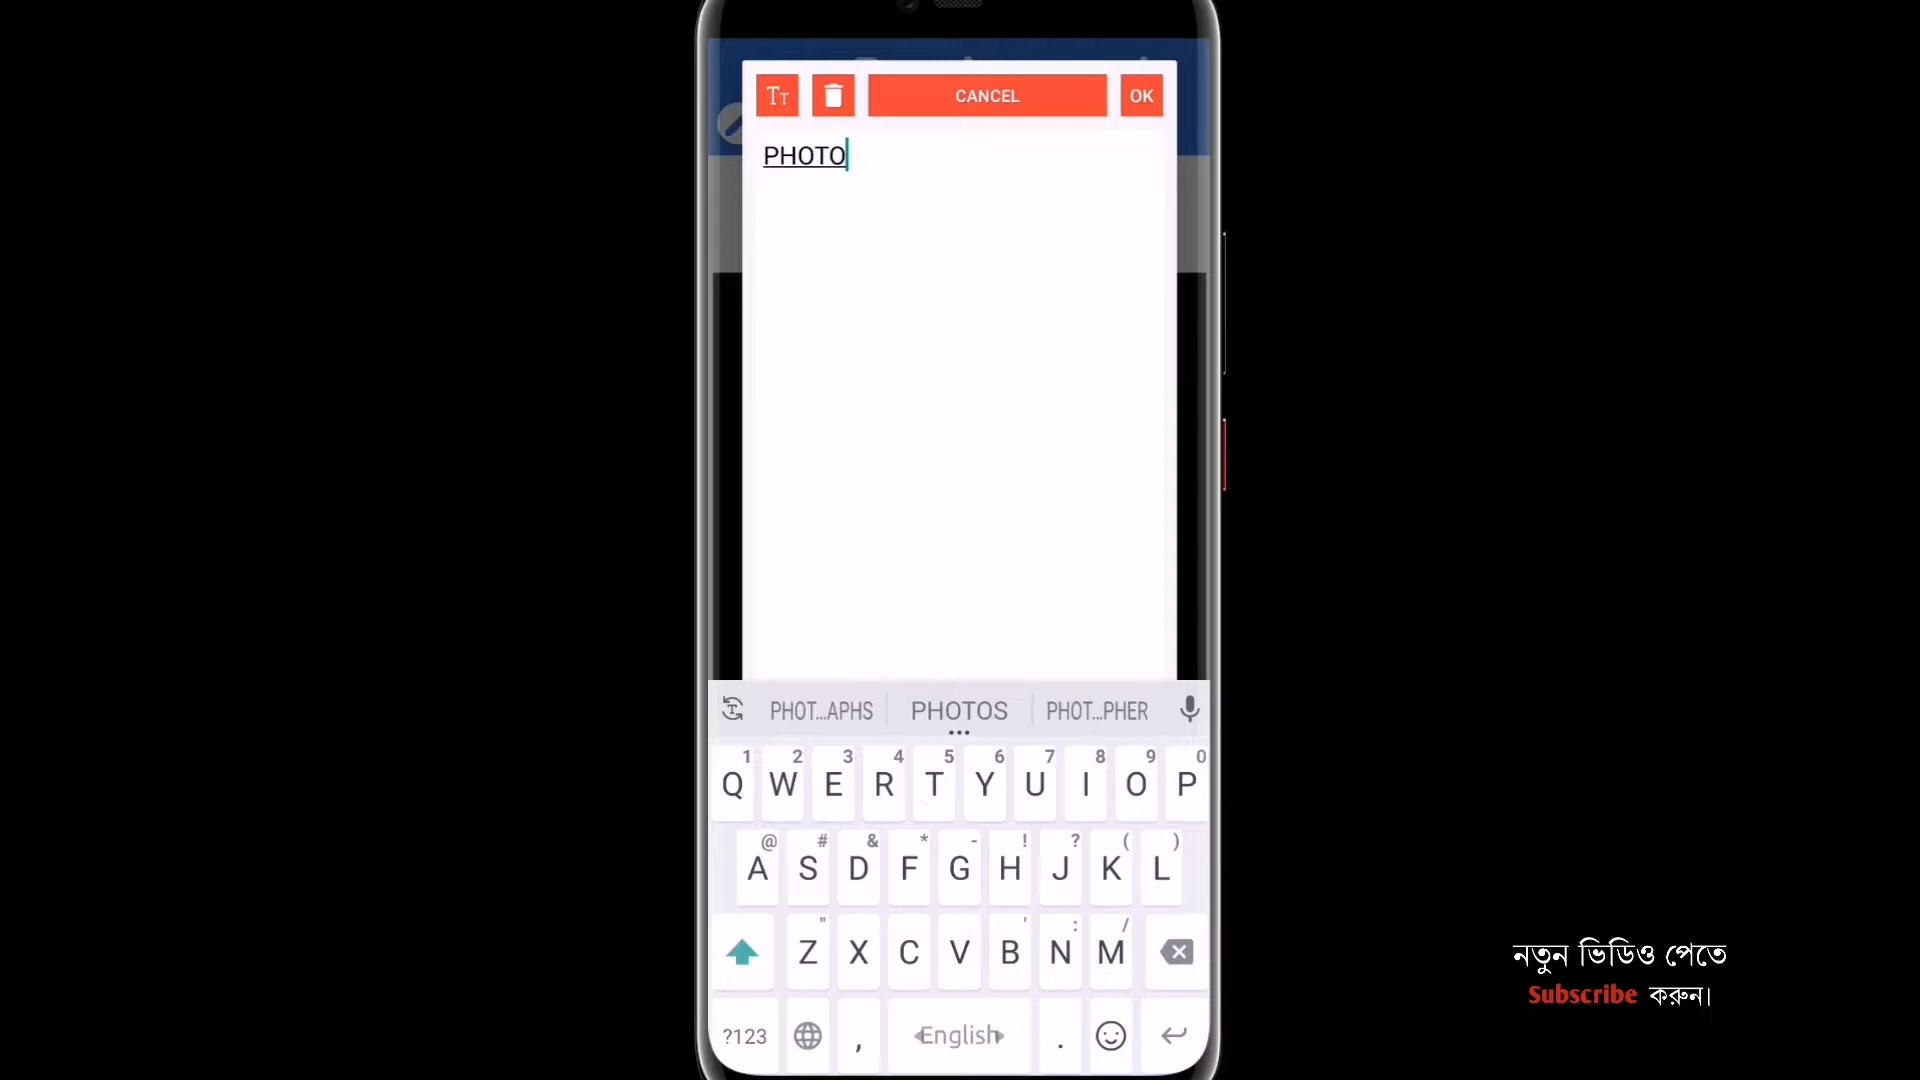 TT CANCEL OK
PHOTO
PHOT...APHS PHOTOS PHOT...PHER
1 2 3 4 5 6 7 8 9 0
Q W E R T Y U I O P
@ # & * - ! ? ( )
A S D F G H J K L
" ' : /
Z X C V B N M
?123 , English .
নতুন ভিডিও পেতে
Subscribe করুন।